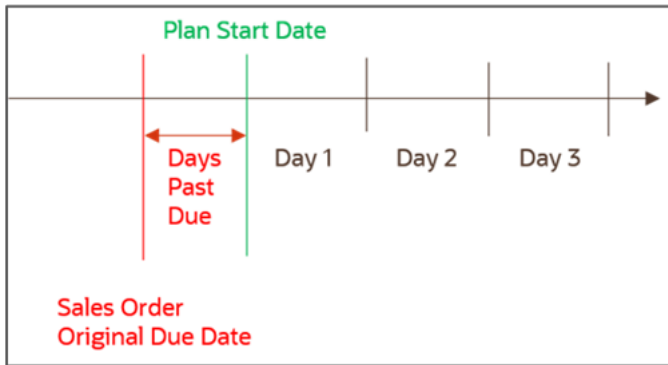 Plan Start Date
Days
Past
Due
Day 1
Day 2
Day 3
Sales Order
Original Due Date